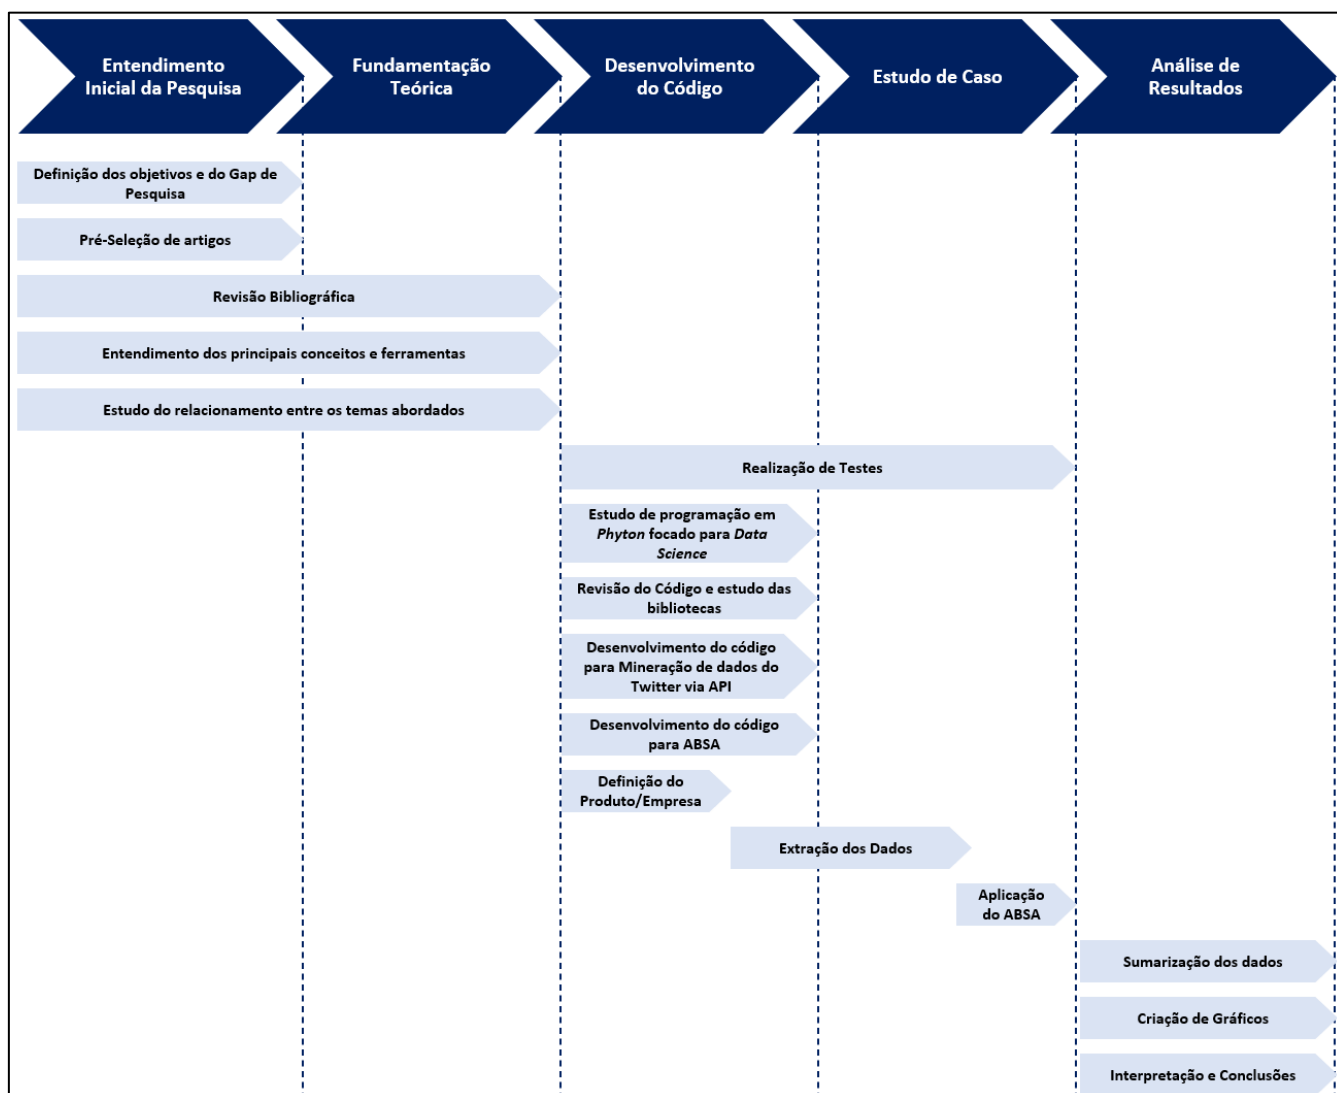 Entendimento
Inicial da Pesquisa
Fundamentação
Teórica
Desenvolvimento
do Código
Estudo de Caso
Análise de
Resultados
Definição dos objetivos e do Gap de
Pesquisa
Pré-Seleção de artigos
Revisão Bibliográfica
Entendimento dos principais conceitos e ferramentas
Estudo do relacionamento entre os temas abordados
Realização de Testes
Estudo de programação em
Phyton focado para Data
Science
Revisão do Código e estudo das
bibliotecas
Desenvolvimento do código
para Mineração de dados do
Twitter via API
Desenvolvimento do código
para ABSA
Definição do
Produto/Empresa
Extração dos Dados
Aplicação
do ABSA
Sumarização dos dados
Criação de Gráficos
Interpretação e Conclusões